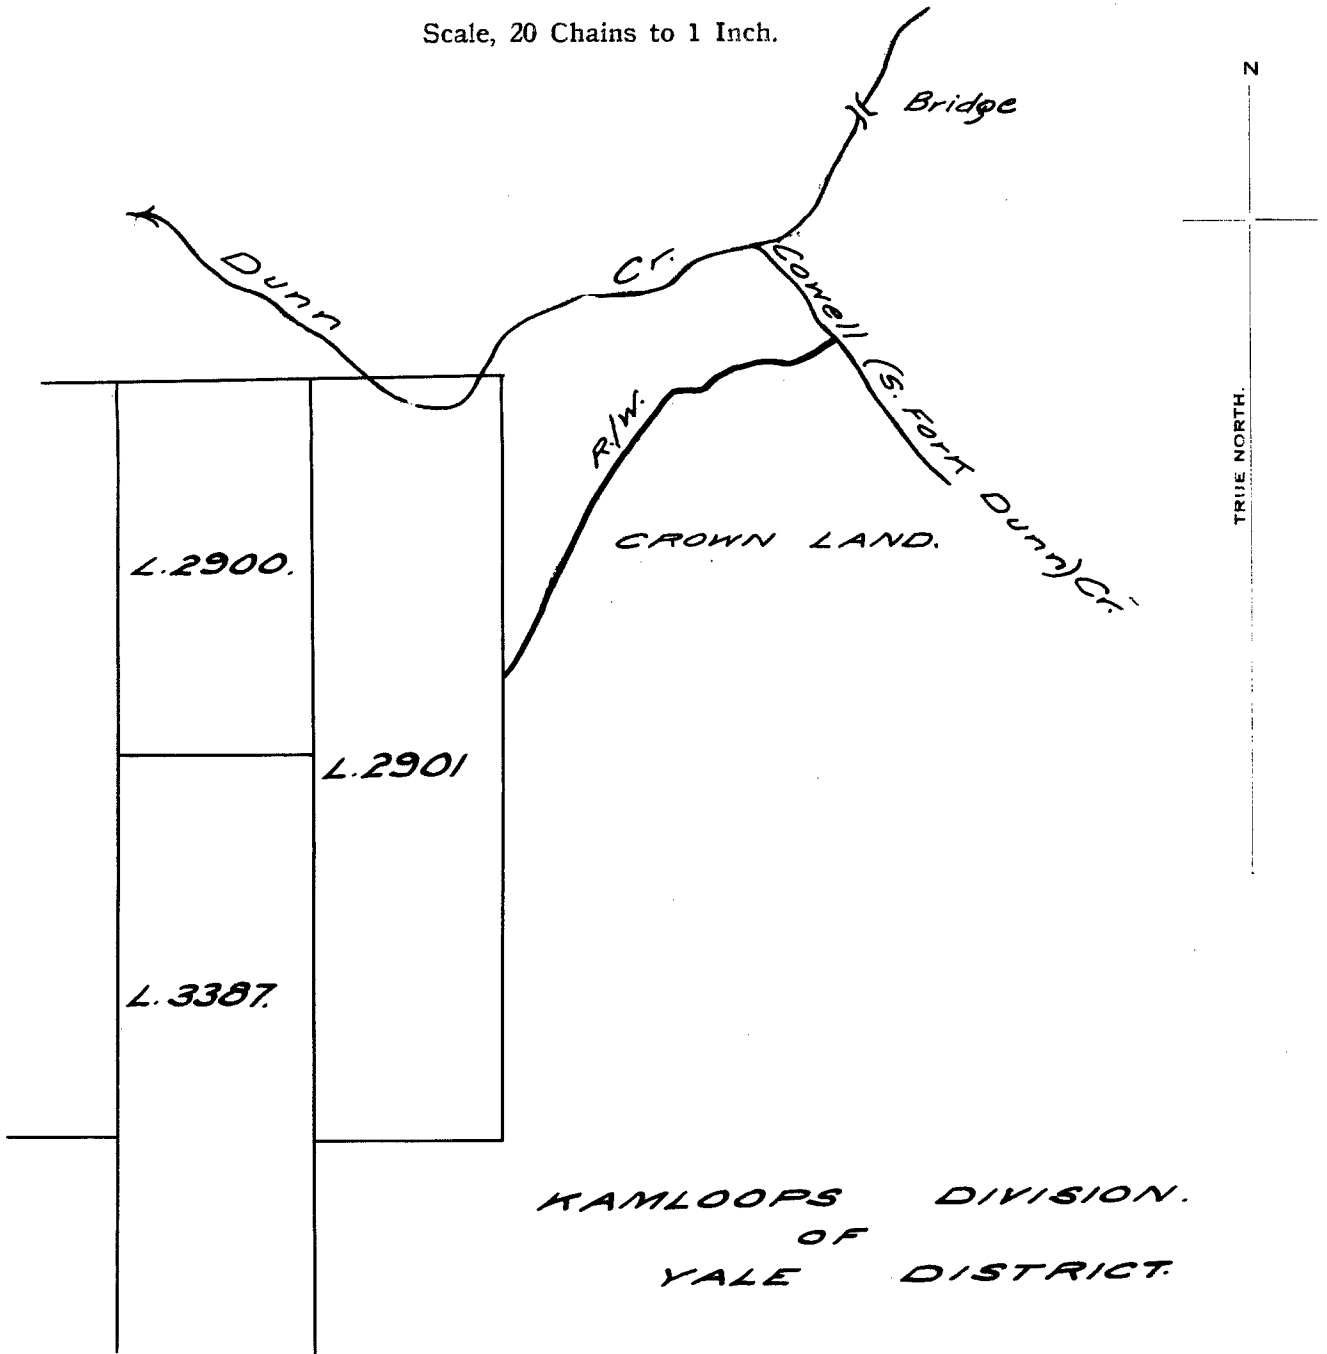 Scale, 20 Chains to 1 Inch.
N
Bridge
Dunn Cr.
Cowell (S. Fork Dunn) Cr.
R/W.
TRUE NORTH.
CROWN LAND.
L.2900.
L.2901
L.3387.
KAMLOOPS DIVISION.
OF
YALE DISTRICT.